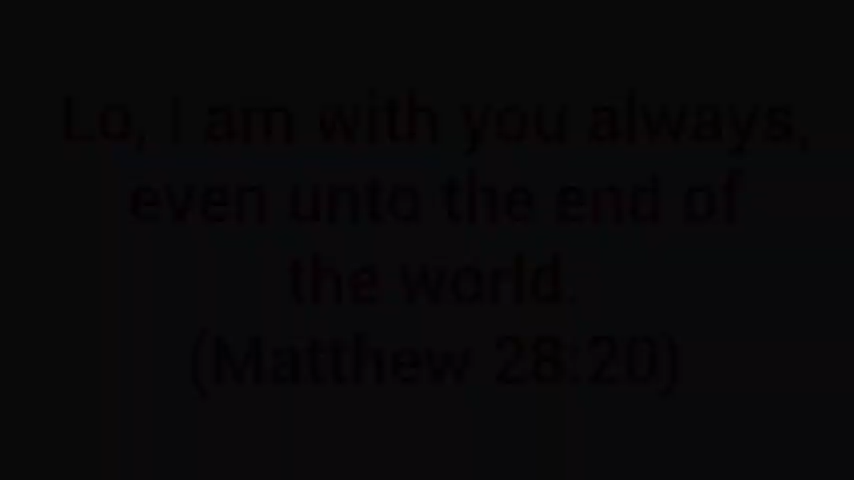 Lo, I am with you always,
even unto the end of
the world.
(Matthew 28:20)